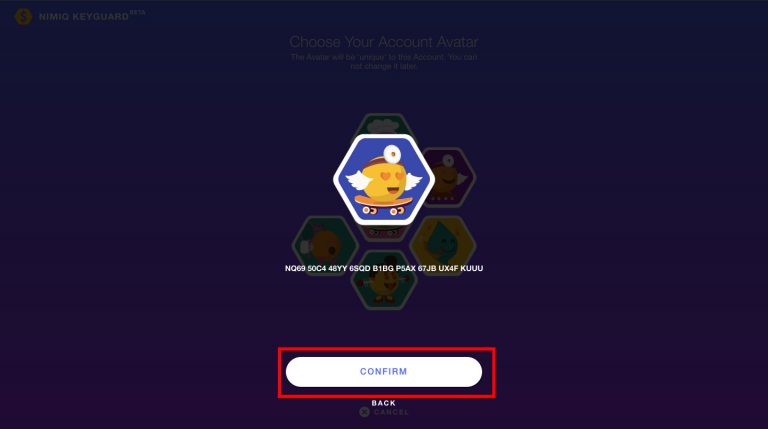 NIMIQ KEYGUARD BETA
Choose Your Account Avatar
The Avatar will be 'unique' to this Account. You can
not change it later.
NQ69 50C4 48YY 6SQD B1BG P5AX 67JB UX4F KUUU
CONFIRM
BACK
CANCEL